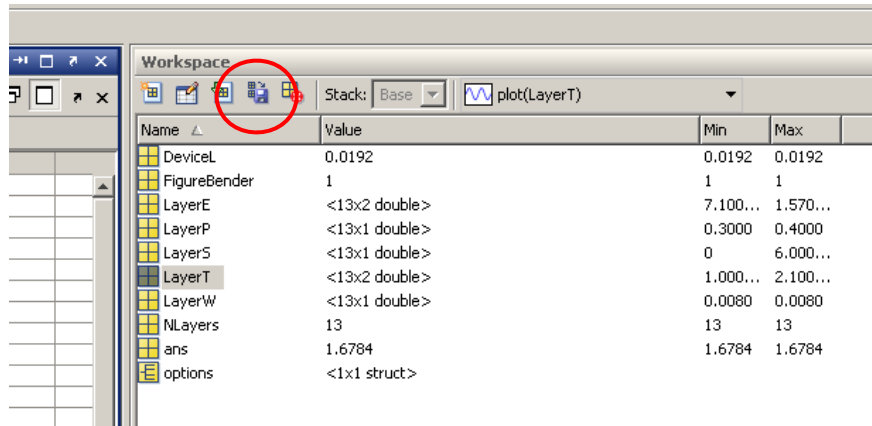 Workspace
Stack: Base plot(LayerT)
Name Value Min Max
DeviceL 0.0192 0.0192 0.0192
FigureBender 1 1 1
LayerE <13x2 double> 7.100... 1.570...
LayerP <13x1 double> 0.3000 0.4000
LayerS <13x1 double> 0 6.000...
LayerT <13x2 double> 1.000... 2.100...
LayerW <13x1 double> 0.0080 0.0080
NLayers 13 13 13
ans 1.6784 1.6784 1.6784
options <1x1 struct>